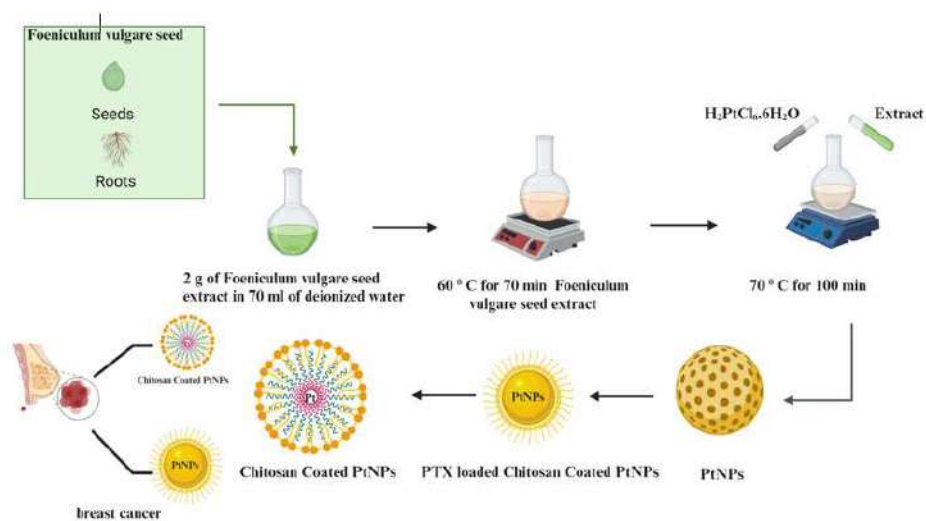 Foeniculum vulgare seed
Seeds
Roots
2 g of Foeniculum vulgare seed
extract in 70 ml of deionized water
60 ° C for 70 min Foeniculum
vulgare seed extract
H₂PtCl₆.6H₂O
Extract
70 ° C for 100 min
PtNPs
PtNPs
PTX loaded Chitosan Coated PtNPs
Pt
Chitosan Coated PtNPs
Pt
Chitosan Coated PtNPs
PtNPs
breast cancer